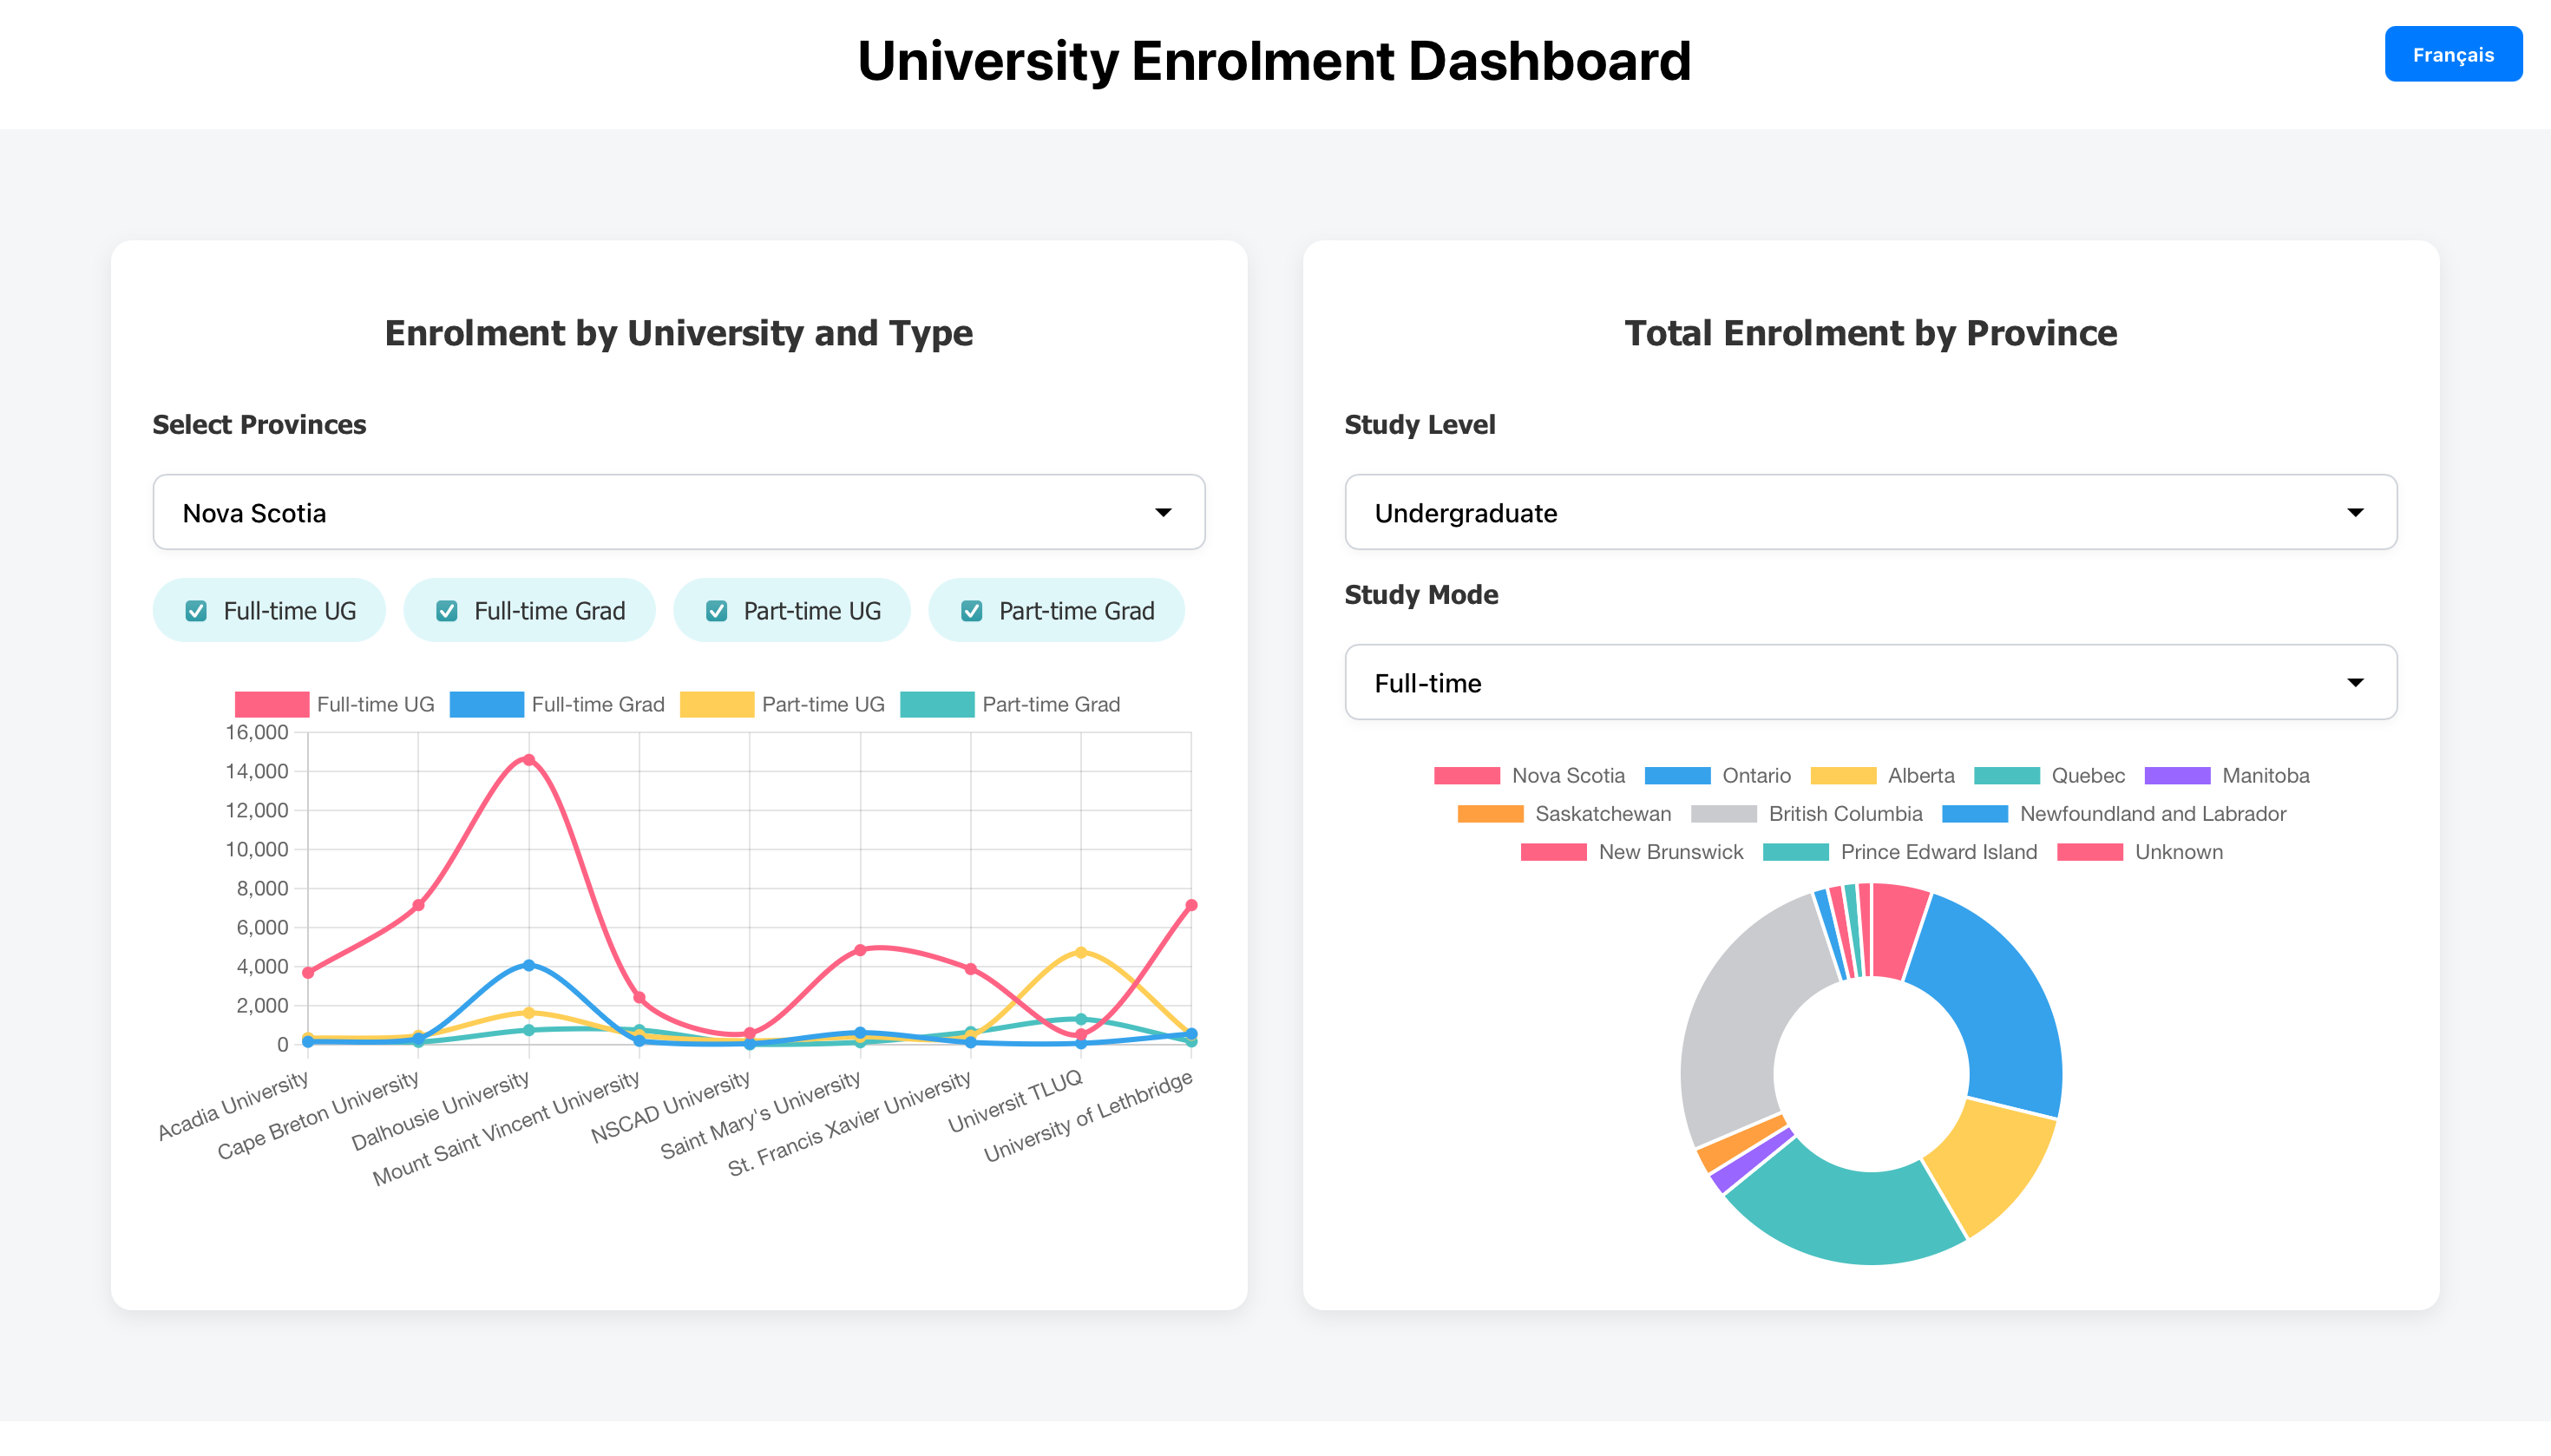 University Enrolment Dashboard
Français
Enrolment by University and Type
Select Provinces
Nova Scotia
Full-time UG
Full-time Grad
Part-time UG
Part-time Grad
Full-time UG
Full-time Grad
Part-time UG
Part-time Grad
16,000
14,000
12,000
10,000
8,000
6,000
4,000
2,000
0
Acadia University
Cape Breton University
Dalhousie University
Mount Saint Vincent University
NSCAD University
Saint Mary's University
St. Francis Xavier University
Universit TLUQ
University of Lethbridge
Total Enrolment by Province
Study Level
Undergraduate
Study Mode
Full-time
Nova Scotia
Ontario
Alberta
Quebec
Manitoba
Saskatchewan
British Columbia
Newfoundland and Labrador
New Brunswick
Prince Edward Island
Unknown